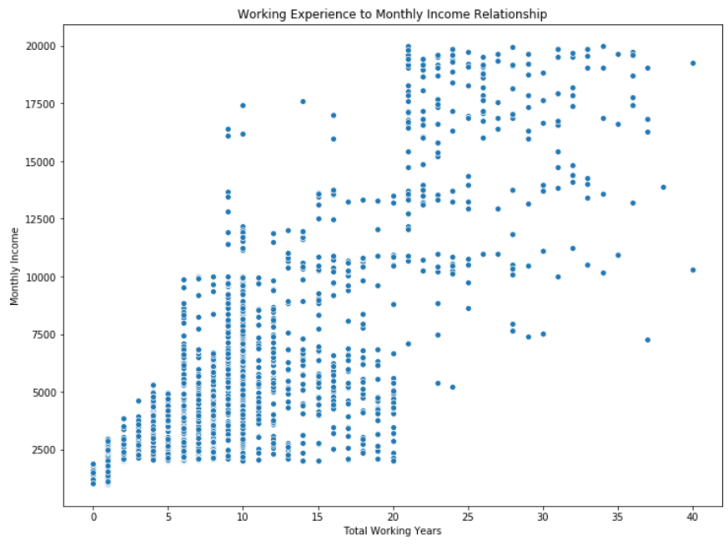 Working Experience to Monthly Income Relationship
20000
17500
15000
12500
10000
7500
5000
2500
Monthly Income
0 5 10 15 20 25 30 35 40
Total Working Years